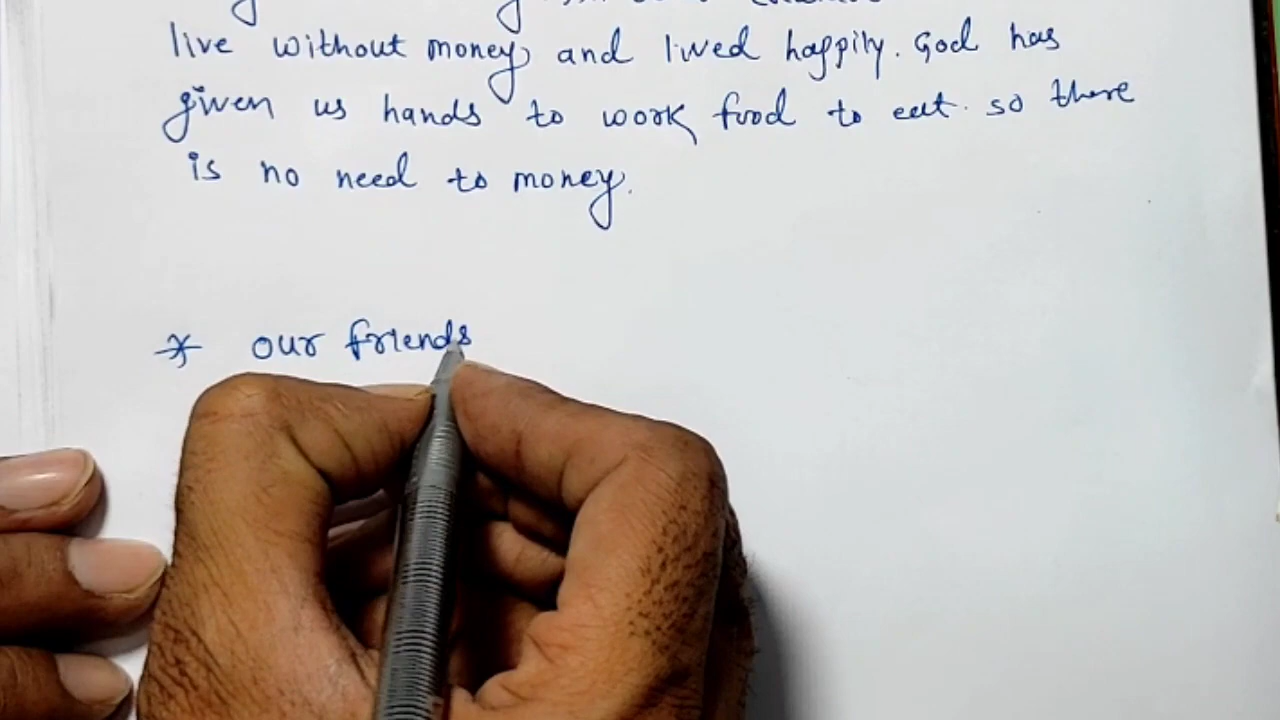 live without money, and lived happily. God has
given us hands to work, food to eat. so there
is no need to money.
* our friends